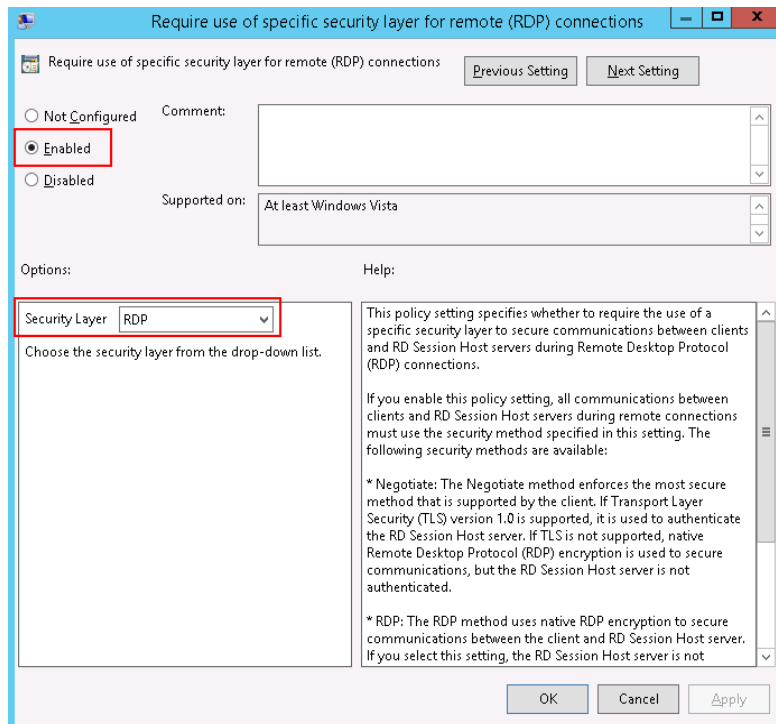 Require use of specific security layer for remote (RDP) connections
Require use of specific security layer for remote (RDP) connections
Previous Setting
Next Setting
Not Configured
Comment:
Enabled
Disabled
Supported on:
At least Windows Vista
Options:
Help:
Security Layer
RDP
Choose the security layer from the drop-down list.
This policy setting specifies whether to require the use of a
specific security layer to secure communications between clients
and RD Session Host servers during Remote Desktop Protocol
(RDP) connections.
If you enable this policy setting, all communications between
clients and RD Session Host servers during remote connections
must use the security method specified in this setting. The
following security methods are available:
* Negotiate: The Negotiate method enforces the most secure
method that is supported by the client. If Transport Layer
Security (TLS) version 1.0 is supported, it is used to authenticate
the RD Session Host server. If TLS is not supported, native
Remote Desktop Protocol (RDP) encryption is used to secure
communications, but the RD Session Host server is not
authenticated.
* RDP: The RDP method uses native RDP encryption to secure
communications between the client and RD Session Host server.
If you select this setting, the RD Session Host server is not
OK
Cancel
Apply